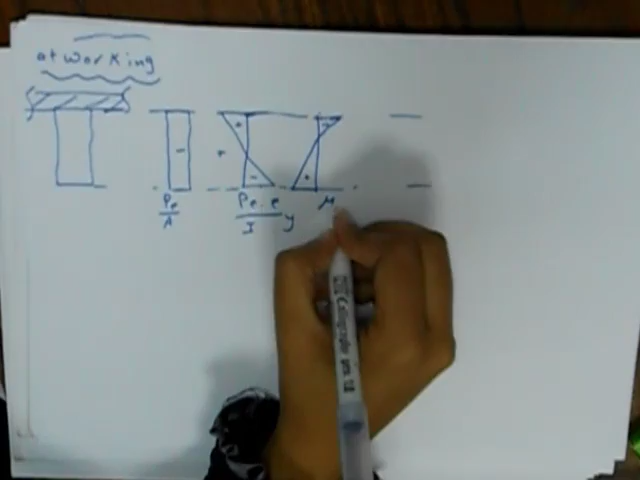 at working
- + - - +
Pe/A Pe.e/I y M